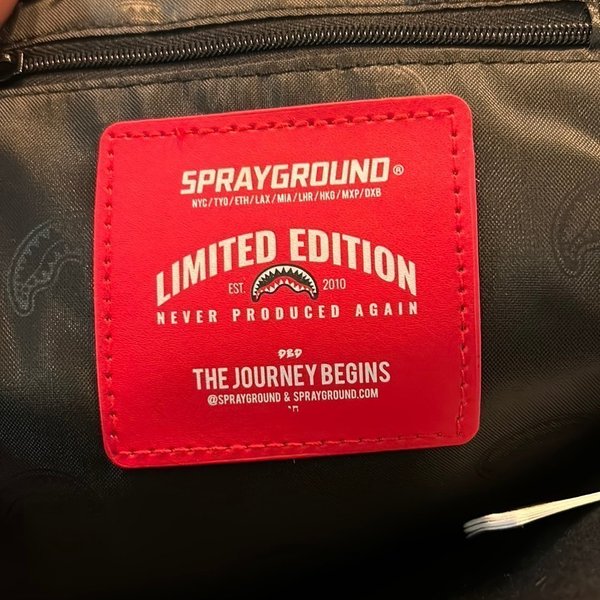 SPRAYGROUND®
NYC/TYO/ETH/LAX/MIA/LHR/HKG/MXP/DXB
LIMITED EDITION
EST. 2010
NEVER PRODUCED AGAIN
THE JOURNEY BEGINS
@SPRAYGROUND & SPRAYGROUND.COM